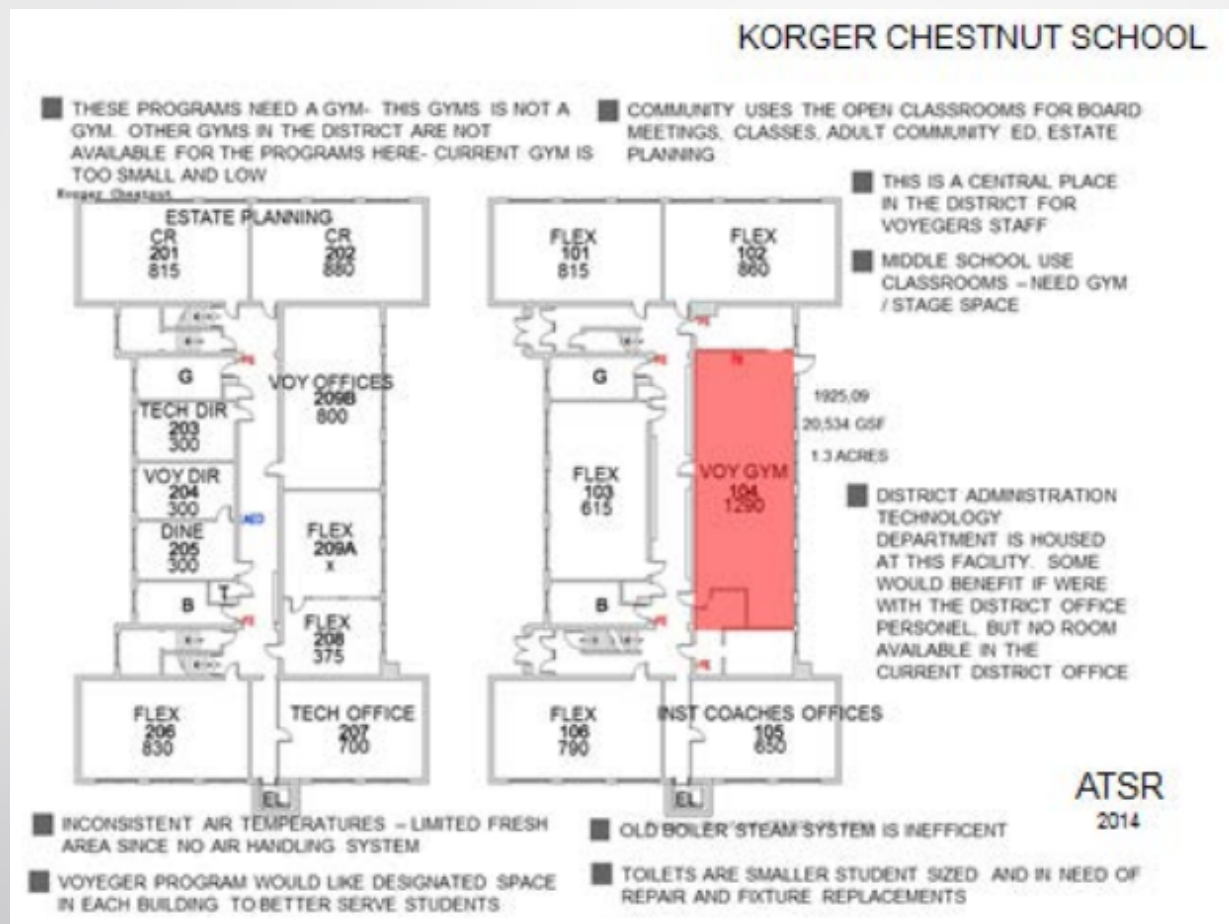 KORGER CHESTNUT SCHOOL
THESE PROGRAMS NEED A GYM- THIS GYMS IS NOT A
GYM. OTHER GYMS IN THE DISTRICT ARE NOT
AVAILABLE FOR THE PROGRAMS HERE- CURRENT GYM IS
TOO SMALL AND LOW
COMMUNITY USES THE OPEN CLASSROOMS FOR BOARD
MEETINGS, CLASSES, ADULT COMMUNITY ED, ESTATE
PLANNING
THIS IS A CENTRAL PLACE
IN THE DISTRICT FOR
VOYEGERS STAFF
MIDDLE SCHOOL USE
CLASSROOMS – NEED GYM
/ STAGE SPACE
Korger Chestnut
ESTATE PLANNING
CR
201
815
CR
202
880
G
VOY OFFICES
209B
800
TECH DIR
203
300
VOY DIR
204
300
AED
DINE
205
300
FLEX
209A
x
T
B
FLEX
208
375
FLEX
206
830
TECH OFFICE
207
700
EL.
FLEX
101
815
FLEX
102
860
G
FLEX
103
615
VOY GYM
104
1290
B
FLEX
106
790
INST COACHES OFFICES
105
650
EL.
1925,09
20,534 GSF
1.3 ACRES
DISTRICT ADMINISTRATION
TECHNOLOGY
DEPARTMENT IS HOUSED
AT THIS FACILITY. SOME
WOULD BENEFIT IF WERE
WITH THE DISTRICT OFFICE
PERSONEL, BUT NO ROOM
AVAILABLE IN THE
CURRENT DISTRICT OFFICE
ATSR
2014
INCONSISTENT AIR TEMPERATURES – LIMITED FRESH
AREA SINCE NO AIR HANDLING SYSTEM
VOYEGER PROGRAM WOULD LIKE DESIGNATED SPACE
IN EACH BUILDING TO BETTER SERVE STUDENTS
OLD BOILER STEAM SYSTEM IS INEFFICENT
TOILETS ARE SMALLER STUDENT SIZED AND IN NEED OF
REPAIR AND FIXTURE REPLACEMENTS